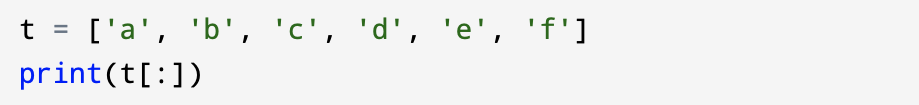 t = ['a', 'b', 'c', 'd', 'e', 'f']
print(t[:])